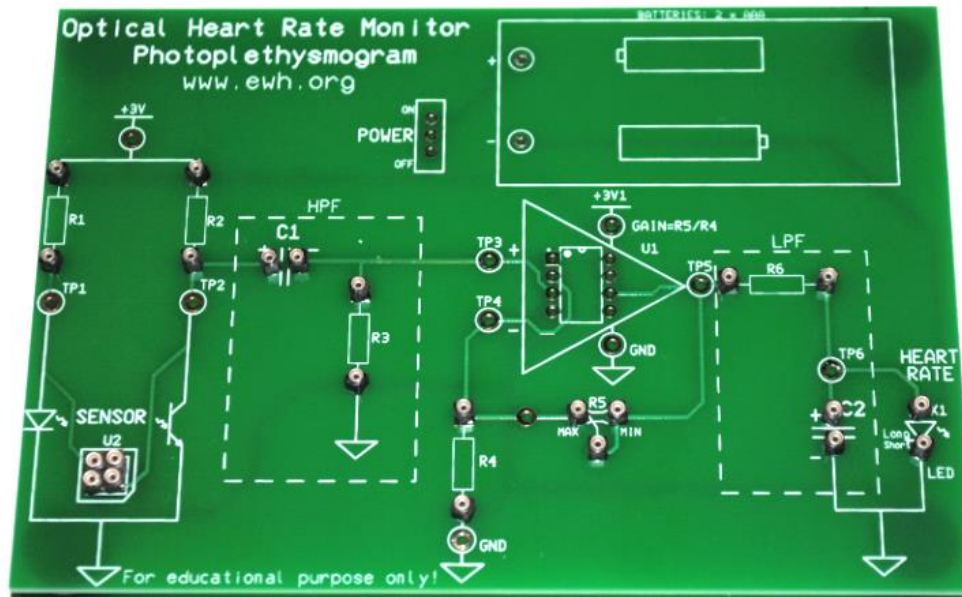 BATTERIES: 2 x AAA
Optical Heart Rate Monitor
Photoplethysmogram
www.ewh.org
+
-
+3V
ON
POWER
OFF
R1
R2
HPF
C1
+
-
TP1
TP2
TP3
+
TP4
-
R3
+3V1
GAIN=R5/R4
U1
TP5
GND
LPF
R6
TP6
HEART
RATE
SENSOR
U2
R5
MAX
MIN
R4
GND
+
C2
-
X1
Long
Short
LED
For educational purpose only!